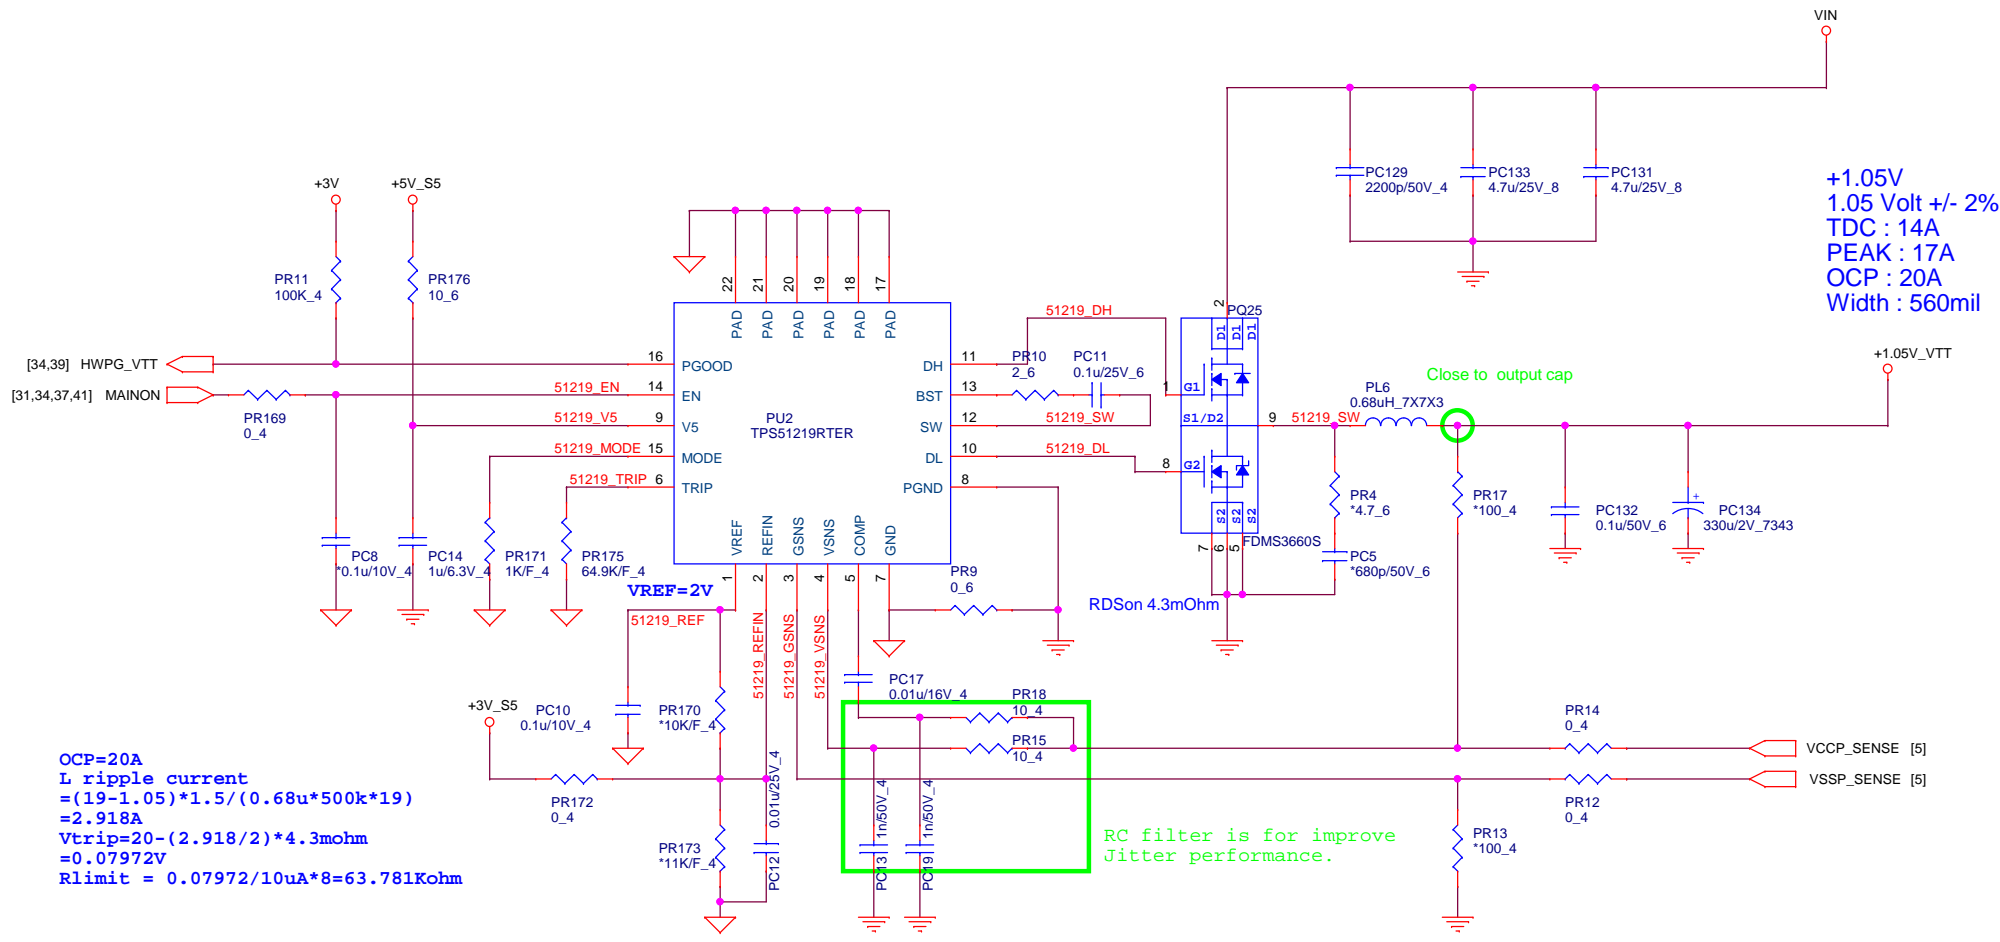 VIN
PC129
2200p/50V_4
PC133
4.7u/25V_8
PC131
4.7u/25V_8
+1.05V
1.05 Volt +/- 2%
TDC : 14A
PEAK : 17A
OCP : 20A
Width : 560mil
+3V
+5V_S5
PR11
100K_4
PR176
10_6
22
21
20
19
18
17
PAD
PAD
PAD
PAD
PAD
PAD
[34,39] HWPG_VTT
[31,34,37,41] MAINON
PR169
0_4
51219_EN
51219_V5
51219_MODE
51219_TRIP
16
14
9
15
6
PGOOD
EN
V5
MODE
TRIP
PU2
TPS51219RTER
DH
BST
SW
DL
PGND
11
13
12
10
8
51219_DH
PR10
2_6
PC11
0.1u/25V_6
51219_SW
51219_DL
2
PQ25
D1
D1
D1
1
G1
S1/D2
9
8
G2
S2
S2
S2
7
6
5
FDMS3660S
RDSon 4.3mOhm
51219_SW
PL6
0.68uH_7X7X3
Close to output cap
+1.05V_VTT
PR4
*4.7_6
PC5
*680p/50V_6
PR17
*100_4
PC132
0.1u/50V_6
+
PC134
330u/2V_7343
PC8
*0.1u/10V_4
PC14
1u/6.3V_4
PR171
1K/F_4
PR175
64.9K/F_4
VREF
REFIN
GSNS
VSNS
COMP
GND
1
2
3
4
5
7
VREF=2V
51219_REF
51219_REFIN
51219_GSNS
51219_VSNS
PR9
0_6
PC17
0.01u/16V_4
PR18
10_4
PR15
10_4
+3V_S5
PC10
0.1u/10V_4
PR170
*10K/F_4
PR172
0_4
PR173
*11K/F_4
PC12
0.01u/25V_4
PC13
1n/50V_4
PC19
1n/50V_4
RC filter is for improve
Jitter performance.
PR14
0_4
PR12
0_4
PR13
*100_4
VCCP_SENSE [5]
VSSP_SENSE [5]
OCP=20A
L ripple current
=(19-1.05)*1.5/(0.68u*500k*19)
=2.918A
Vtrip=20-(2.918/2)*4.3mohm
=0.07972V
Rlimit = 0.07972/10uA*8=63.781Kohm